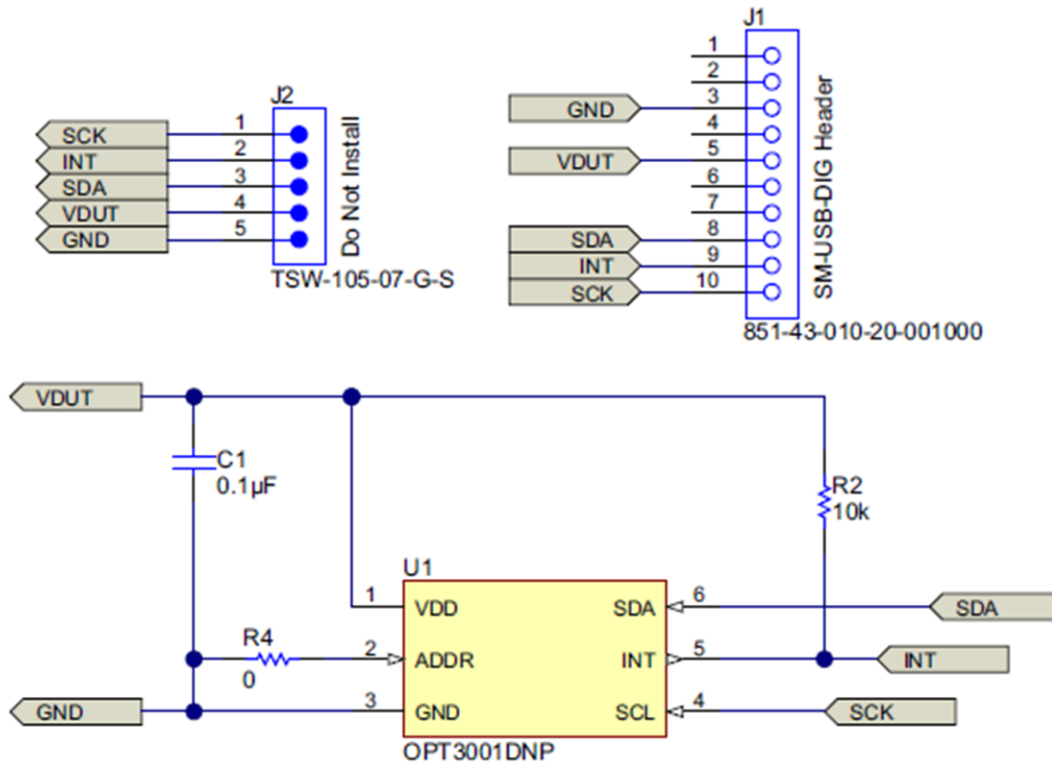 J2
SCK 1
INT 2
SDA 3
VDUT 4
GND 5
Do Not Install
TSW-105-07-G-S
J1
1
2
GND 3
4
VDUT 5
6
7
SDA 8
INT 9
SCK 10
SM-USB-DIG Header
851-43-010-20-001000
VDUT
C1
0.1µF
R2
10k
U1
1 VDD SDA 6 SDA
R4
0
2 ADDR INT 5 INT
GND 3 GND SCL 4 SCK
OPT3001DNP